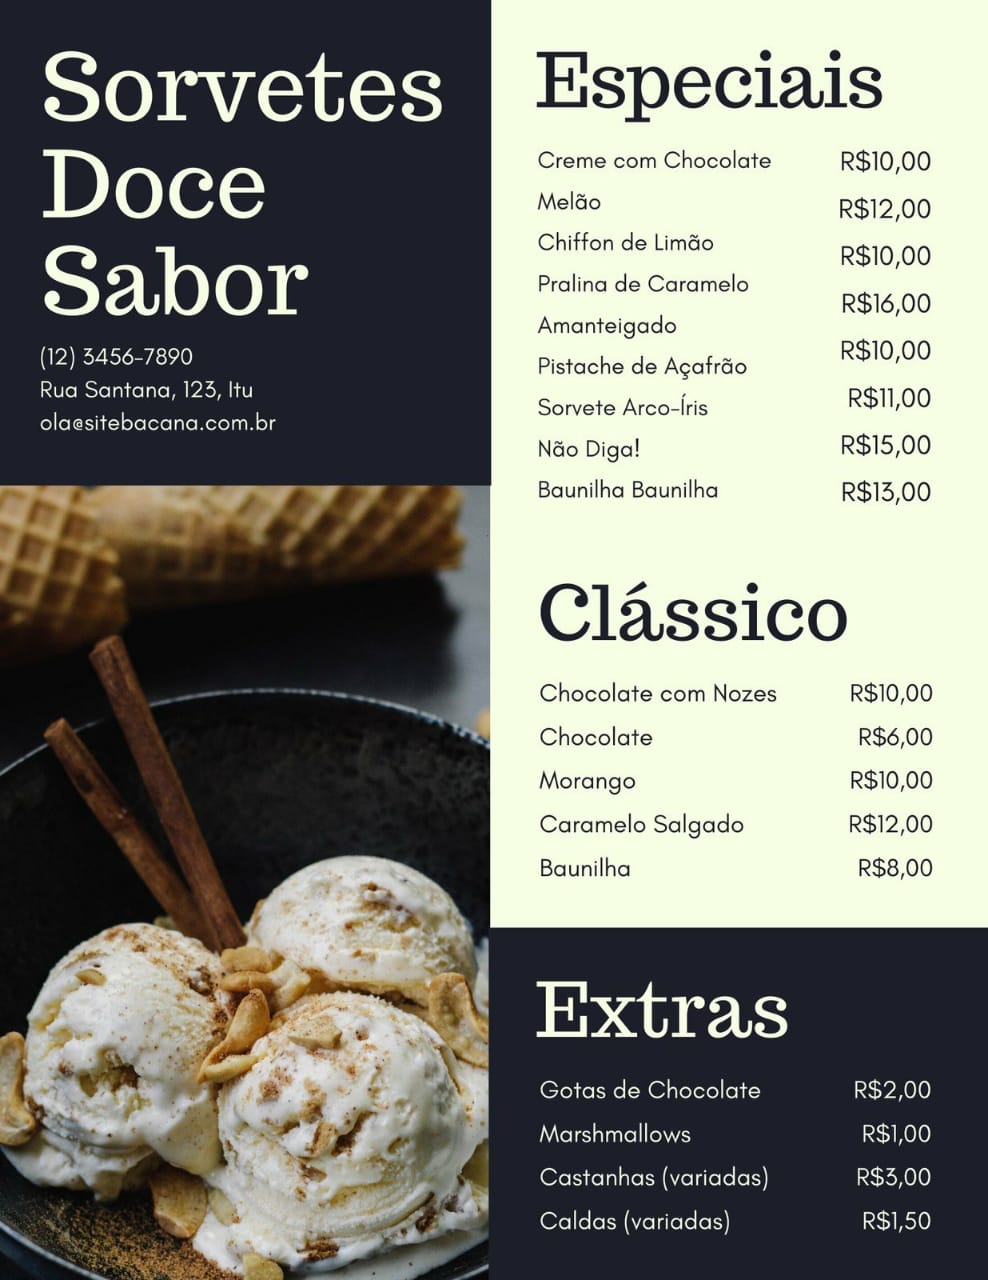 Sorvetes
Doce
Sabor
(12) 3456-7890
Rua Santana, 123, Itu
ola@sitebacana.com.br
Especiais
Creme com Chocolate R$10,00
Melão R$12,00
Chiffon de Limão R$10,00
Pralina de Caramelo R$16,00
Amanteigado R$10,00
Pistache de Açafrão R$11,00
Sorvete Arco-Íris R$15,00
Não Diga! R$13,00
Baunilha Baunilha
Clássico
Chocolate com Nozes R$10,00
Chocolate R$6,00
Morango R$10,00
Caramelo Salgado R$12,00
Baunilha R$8,00
Extras
Gotas de Chocolate R$2,00
Marshmallows R$1,00
Castanhas (variadas) R$3,00
Caldas (variadas) R$1,50